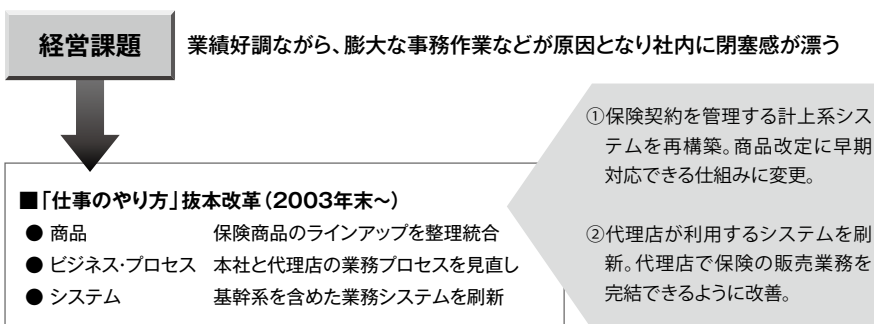 経営課題
業績好調ながら、膨大な事務作業などが原因となり社内に閉塞感が漂う
■「仕事のやり方」抜本改革（2003年末～）
● 商品 保険商品のラインアップを整理統合
● ビジネス・プロセス 本社と代理店の業務プロセスを見直し
● システム 基幹系を含めた業務システムを刷新
①保険契約を管理する計上系シス
テムを再構築。商品改定に早期
対応できる仕組みに変更。
②代理店が利用するシステムを刷
新。代理店で保険の販売業務を
完結できるように改善。